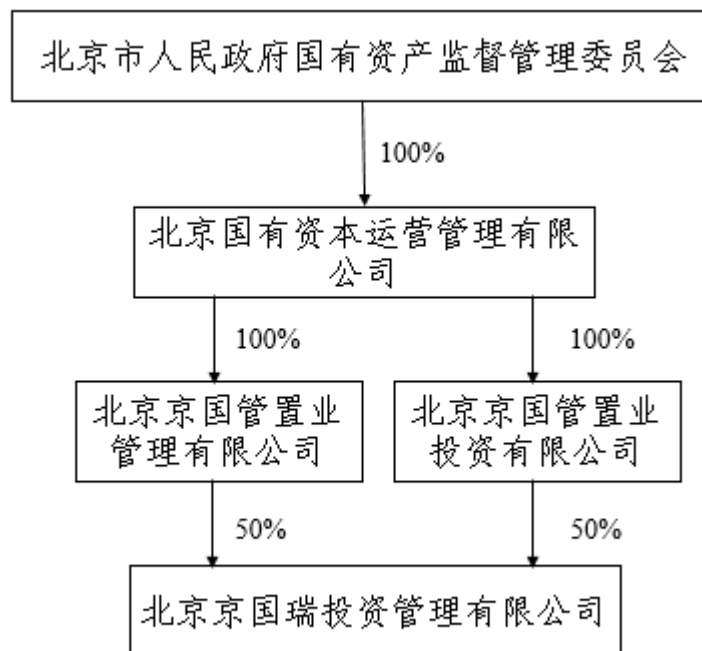 北京市人民政府国有资产监督管理委员会
100%
北京国有资本运营管理有限
公司
100%
100%
北京京国管置业
管理有限公司
北京京国管置业
投资有限公司
50%
50%
北京京国瑞投资管理有限公司